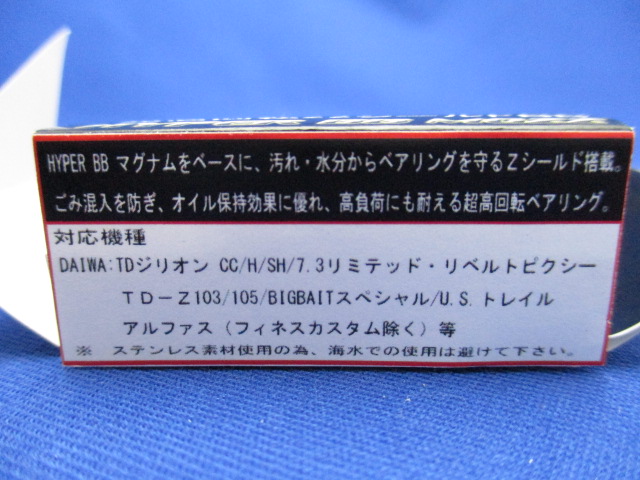 HYPER BB マグナムをベースに、汚れ・水分からベアリングを守るZシールド搭載。
ごみ混入を防ぎ、オイル保持効果に優れ、高負荷にも耐える超高回転ベアリング。
対応機種
DAIWA:TDジリオン CC/H/SH/7.3リミテッド・リベルトピクシー
TD-Z103/105/BIGBAITスペシャル/U.S.トレイル
アルファス（フィネスカスタム除く）等
※ ステンレス素材使用の為、海水での使用は避けて下さい。